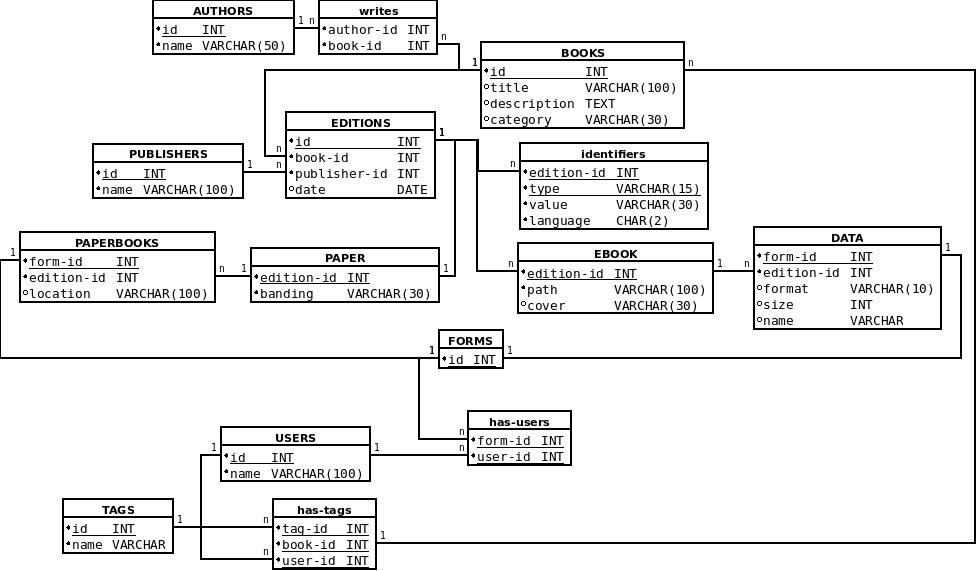 AUTHORS
id INT
name VARCHAR(50)
1 n
writes
author-id INT
book-id INT
n
1
BOOKS
id INT
title VARCHAR(100)
description TEXT
category VARCHAR(30)
n
EDITIONS
id INT
book-id INT
publisher-id INT
date DATE
1
n
n
PUBLISHERS
id INT
name VARCHAR(100)
1
identifiers
edition-id INT
type VARCHAR(15)
value VARCHAR(30)
language CHAR(2)
n
PAPERBOOKS
form-id INT
edition-id INT
location VARCHAR(100)
1
n 1
PAPER
edition-id INT
banding VARCHAR(30)
1
EBOOK
edition-id INT
path VARCHAR(100)
cover VARCHAR(30)
n
1 n
DATA
form-id INT
edition-id INT
format VARCHAR(10)
size INT
name VARCHAR
1
FORMS
id INT
1
1
has-users
form-id INT
user-id INT
n
n
USERS
id INT
name VARCHAR(100)
1
1
TAGS
id INT
name VARCHAR
1
has-tags
tag-id INT
book-id INT
user-id INT
n
n
1